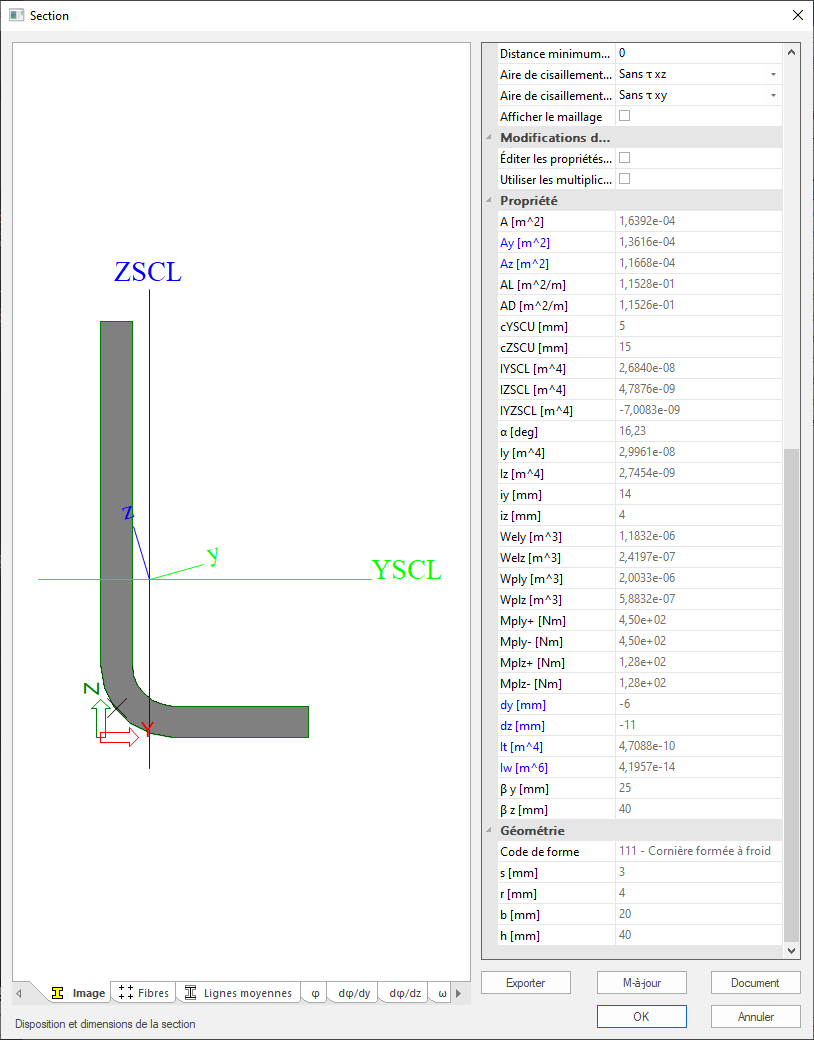 Section
ZSCL
z
y
YSCL
Z
Y
Distance minimum... 0
Aire de cisaillement... Sans τ xz
Aire de cisaillement... Sans τ xy
Afficher le maillage
Modifications d...
Éditer les propriétés...
Utiliser les multiplic...
Propriété
A [m^2] 1,6392e-04
Ay [m^2] 1,3616e-04
Az [m^2] 1,1668e-04
AL [m^2/m] 1,1528e-01
AD [m^2/m] 1,1526e-01
cYSCU [mm] 5
cZSCU [mm] 15
IYSCL [m^4] 2,6840e-08
IZSCL [m^4] 4,7876e-09
IYZSCL [m^4] -7,0083e-09
α [deg] 16,23
Iy [m^4] 2,9961e-08
Iz [m^4] 2,7454e-09
iy [mm] 14
iz [mm] 4
Wely [m^3] 1,1832e-06
Welz [m^3] 2,4197e-07
Wply [m^3] 2,0033e-06
Wplz [m^3] 5,8832e-07
Mply+ [Nm] 4,50e+02
Mply- [Nm] 4,50e+02
Mplz+ [Nm] 1,28e+02
Mplz- [Nm] 1,28e+02
dy [mm] -6
dz [mm] -11
It [m^4] 4,7088e-10
Iw [m^6] 4,1957e-14
β y [mm] 25
β z [mm] 40
Géométrie
Code de forme 111 - Cornière formée à froid
s [mm] 3
r [mm] 4
b [mm] 20
h [mm] 40
Image Fibres Lignes moyennes φ dφ/dy dφ/dz ω
Exporter M-à-jour Document
Disposition et dimensions de la section
OK Annuler